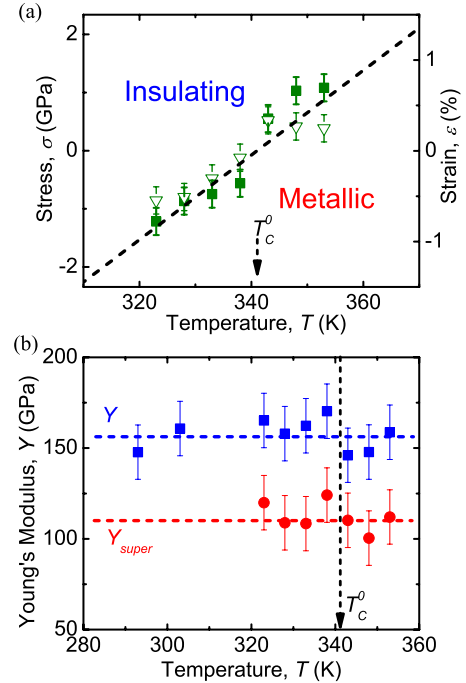 (a)
2
1
Insulating
Stress, σ (GPa)
0
0
Strain, ε (%)
Metallic
T_C^0
-1
-2
320
340
360
Temperature, T (K)
(b)
200
Young's Modulus, Y (GPa)
Y
150
100
Y_super
T_C^0
50
280
300
320
340
360
Temperature, T (K)